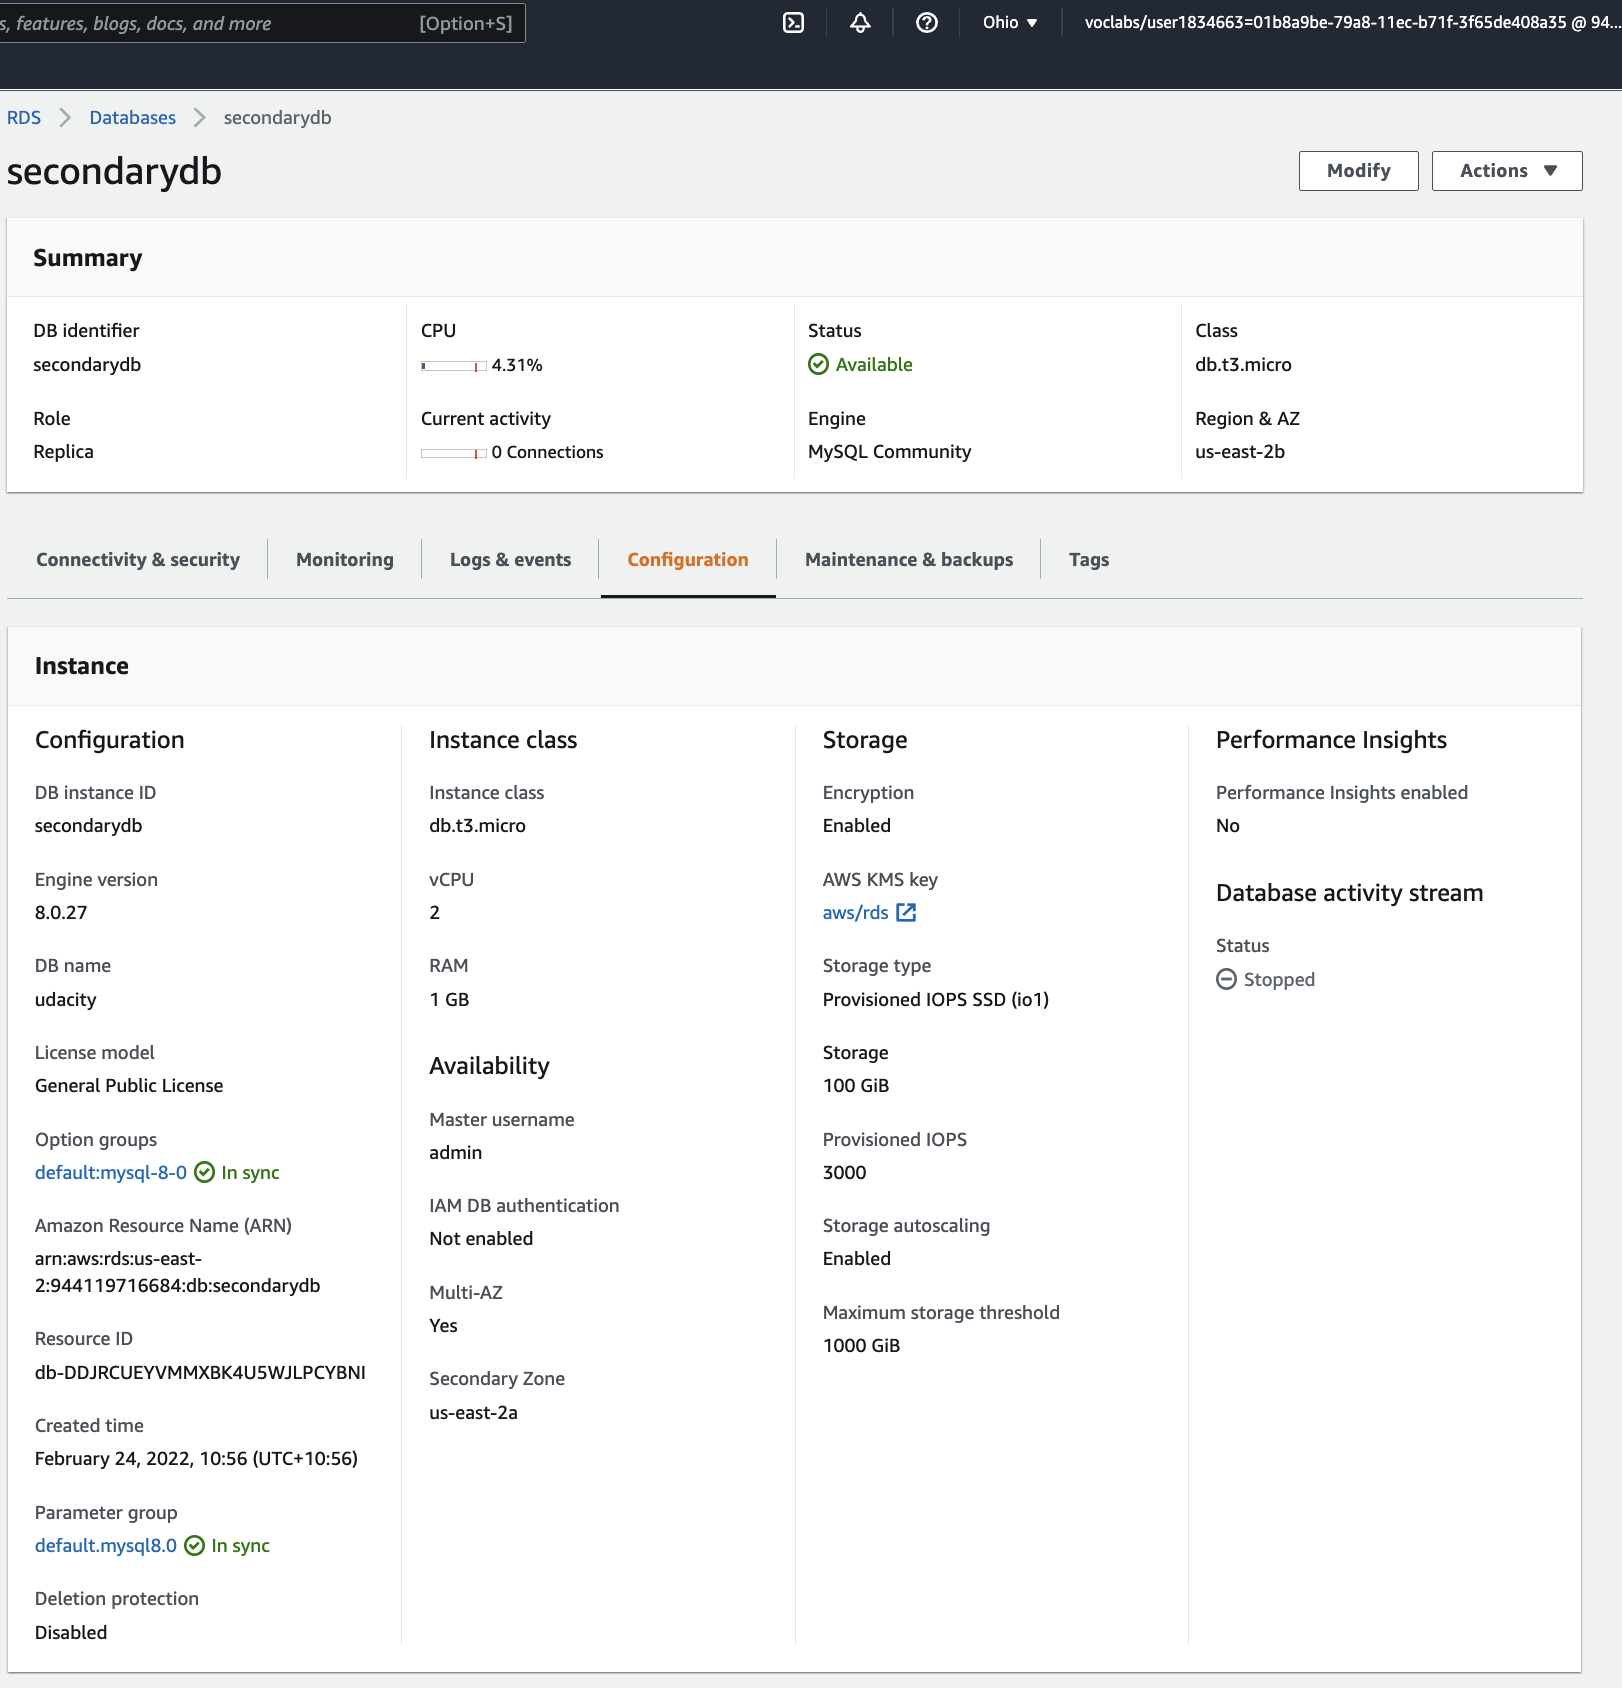 s, features, blogs, docs, and more [Option+S] Ohio ▼ voclabs/user1834663=01b8a9be-79a8-11ec-b71f-3f65de408a35 @ 94...
RDS > Databases > secondarydb
secondarydb
Modify Actions ▼
Summary
DB identifier
secondarydb
CPU
4.31%
Status
Available
Class
db.t3.micro
Role
Replica
Current activity
0 Connections
Engine
MySQL Community
Region & AZ
us-east-2b
Connectivity & security Monitoring Logs & events Configuration Maintenance & backups Tags
Instance
Configuration
DB instance ID
secondarydb
Engine version
8.0.27
DB name
udacity
License model
General Public License
Option groups
default:mysql-8-0 In sync
Amazon Resource Name (ARN)
arn:aws:rds:us-east-
2:944119716684:db:secondarydb
Resource ID
db-DDJRCUEYVMMXBK4U5WJLPCYBNI
Created time
February 24, 2022, 10:56 (UTC+10:56)
Parameter group
default.mysql8.0 In sync
Deletion protection
Disabled
Instance class
Instance class
db.t3.micro
vCPU
2
RAM
1 GB
Availability
Master username
admin
IAM DB authentication
Not enabled
Multi-AZ
Yes
Secondary Zone
us-east-2a
Storage
Encryption
Enabled
AWS KMS key
aws/rds
Storage type
Provisioned IOPS SSD (io1)
Storage
100 GiB
Provisioned IOPS
3000
Storage autoscaling
Enabled
Maximum storage threshold
1000 GiB
Performance Insights
Performance Insights enabled
No
Database activity stream
Status
Stopped